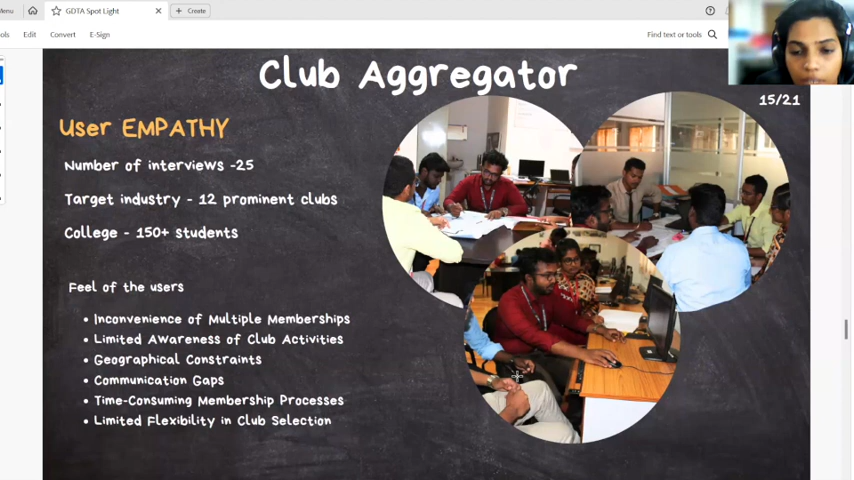 Menu
GDTA Spot Light
Create
Edit
Convert
E-Sign
Find text or tools
Club Aggregator
15/21
User EMPATHY
Number of interviews -25
Target industry - 12 prominent clubs
College - 150+ students
Feel of the users
• Inconvenience of Multiple Memberships
• Limited Awareness of Club Activities
• Geographical Constraints
• Communication Gaps
• Time-Consuming Membership Processes
• Limited Flexibility in Club Selection